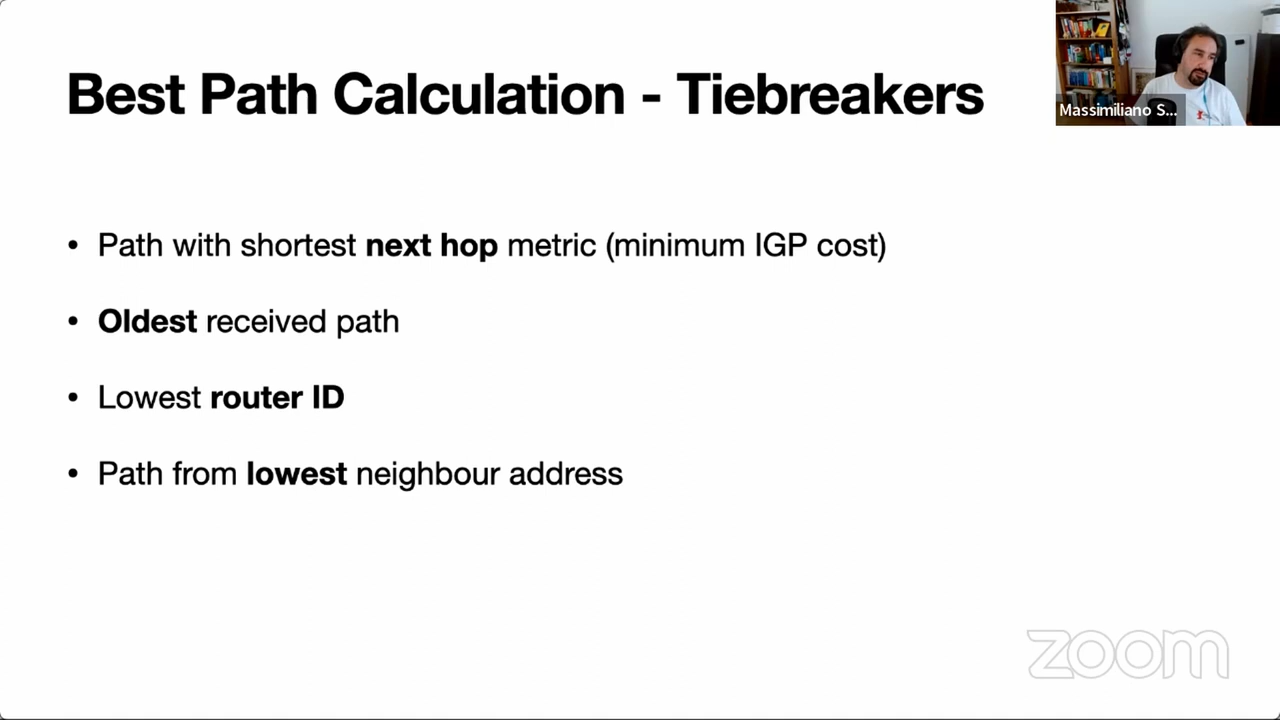 Best Path Calculation - Tiebreakers
Massimiliano S...
• Path with shortest next hop metric (minimum IGP cost)
• Oldest received path
• Lowest router ID
• Path from lowest neighbour address
zoom